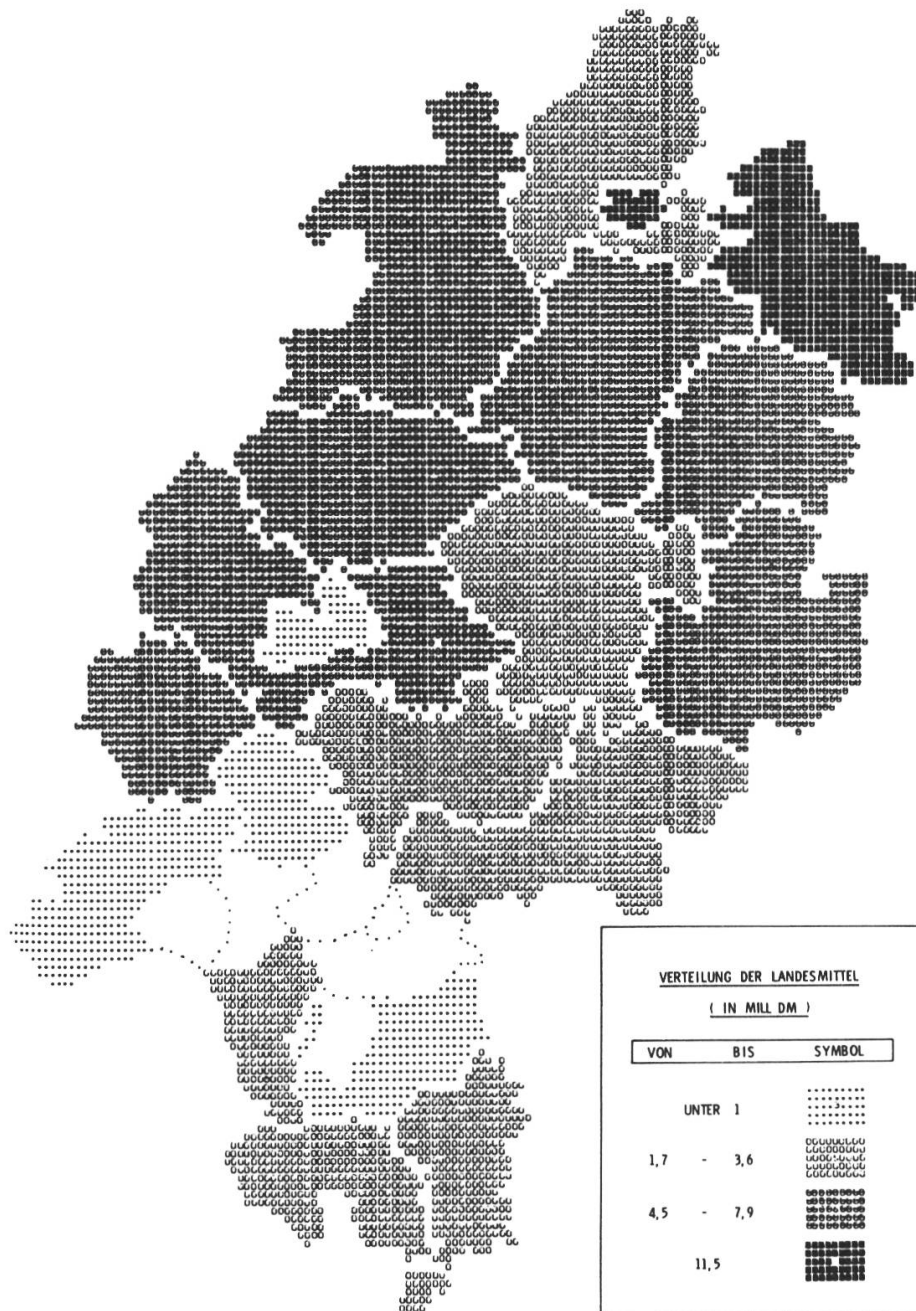 VERTEILUNG DER LANDESMITTEL
( IN MILL DM )
VON BIS SYMBOL
UNTER 1
1,7 - 3,6
4,5 - 7,9
11,5